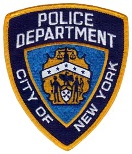 POLICE
DEPARTMENT
CITY OF
NEW YORK